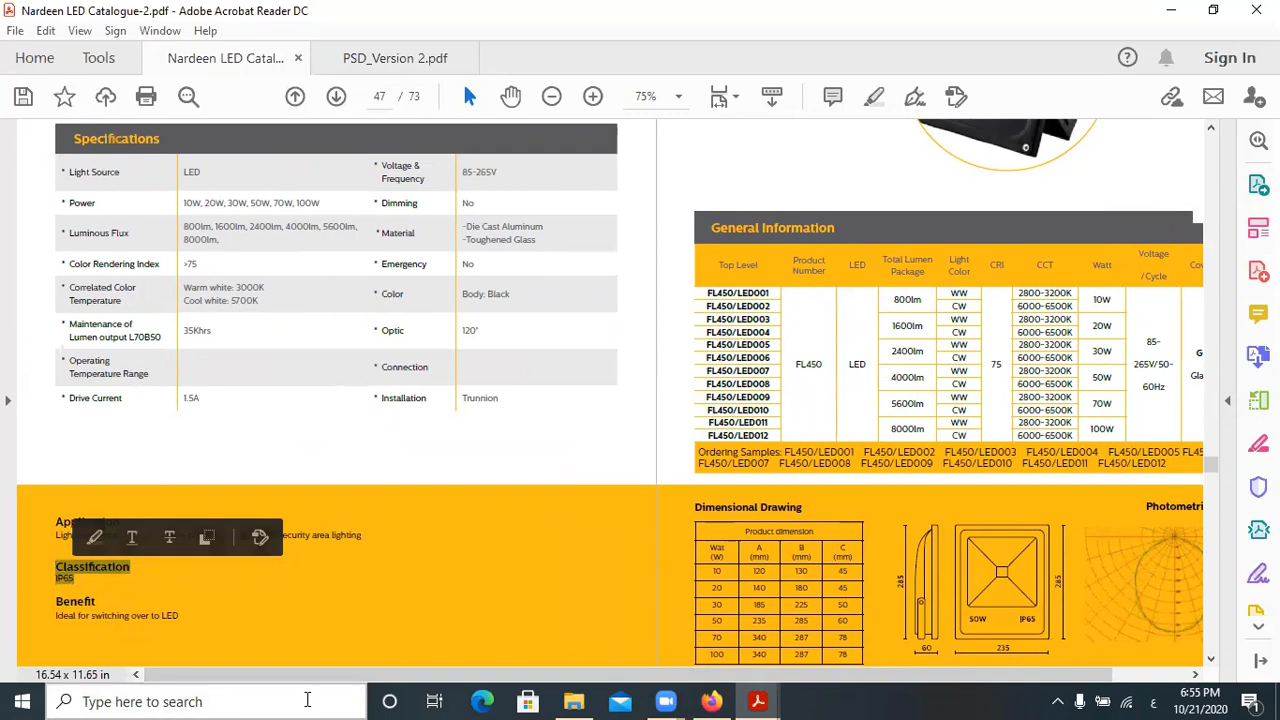 Nardeen LED Catalogue-2.pdf - Adobe Acrobat Reader DC
File Edit View Sign Window Help
Home Tools Nardeen LED Catal... × PSD_Version 2.pdf Sign In
47 / 73 75%
Specifications
* Light Source LED * Voltage & Frequency 85-265V
* Power 10W, 20W, 30W, 50W, 70W, 100W * Dimming No
* Luminous Flux 800lm, 1600lm, 2400lm, 4000lm, 5600lm, * Material -Die Cast Aluminum
8000lm, -Toughened Glass
* Color Rendering Index >75 * Emergency No
* Correlated Color Warm white: 3000K * Color Body: Black
Temperature Cool white: 5700K
* Maintenance of
Lumen output L70B50 35Khrs * Optic 120°
* Operating
Temperature Range * Connection
* Drive Current 1.5A * Installation Trunnion
General Information
Top Level Product Number LED Total Lumen Package Light Color CRI CCT Watt Voltage /Cycle
FL450/LED001 WW 2800-3200K
FL450/LED002 800lm CW 6000-6500K 10W
FL450/LED003 WW 2800-3200K
FL450/LED004 1600lm CW 6000-6500K 20W
FL450/LED005 WW 2800-3200K
FL450/LED006 2400lm CW 6000-6500K 30W 85-
FL450 LED 75 265V/50-
60Hz
FL450/LED007 WW 2800-3200K
FL450/LED008 4000lm CW 6000-6500K 50W
FL450/LED009 WW 2800-3200K
FL450/LED010 5600lm CW 6000-6500K 70W
FL450/LED011 WW 2800-3200K
FL450/LED012 8000lm CW 6000-6500K 100W
Ordering Samples: FL450/LED001 FL450/LED002 FL450/LED003 FL450/LED004 FL450/LED005
FL450/LED007 FL450/LED008 FL450/LED009 FL450/LED010 FL450/LED011 FL450/LED012
security area lighting
Classification
IP65
Benefit
Ideal for switching over to LED
Dimensional Drawing
Product dimension
Wat (W) A (mm) B (mm) C (mm)
10 120 130 45
20 140 180 45
30 185 225 50
50 235 285 60
70 340 287 78
100 340 287 78
285 285
50W IP65
60 235
16.54 x 11.65 in
Type here to search
6:55 PM
10/21/2020
1